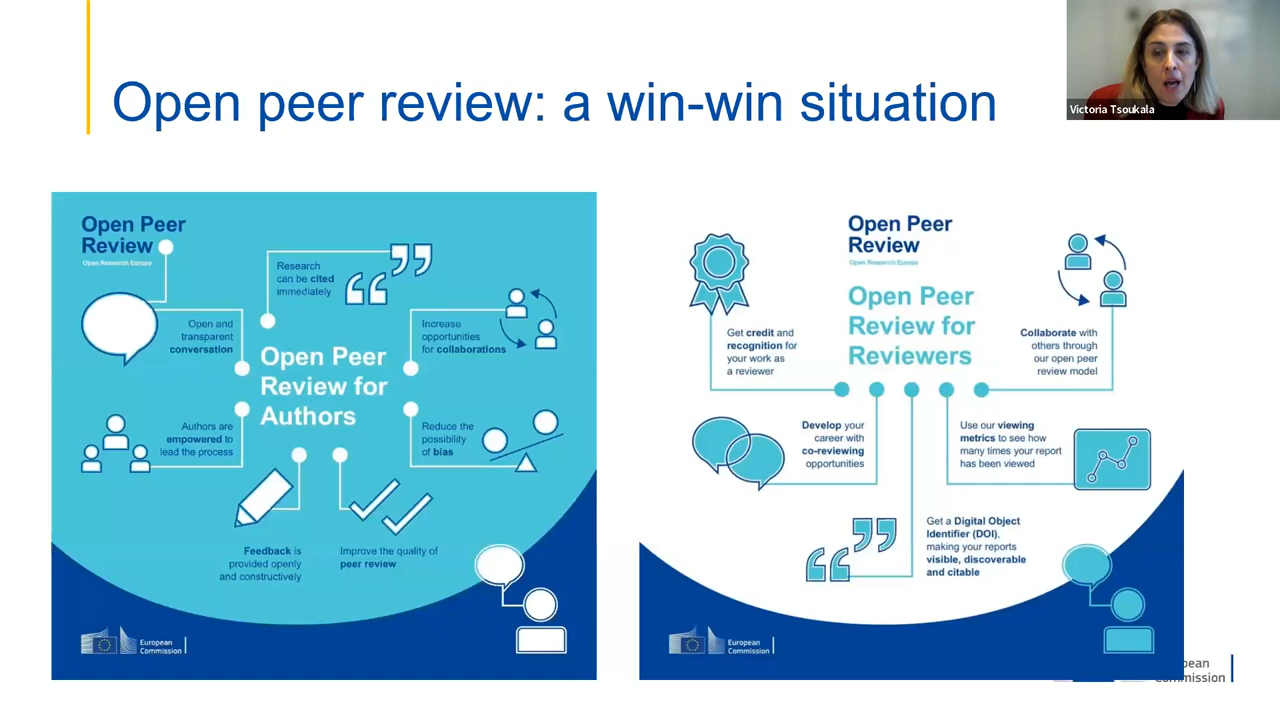 Open peer review: a win-win situation
Victoria Tsoukala
Open Peer
Review
Open Research Europe
Research
can be cited
immediately
Open and
transparent
conversation
Increase
opportunities
for collaborations
Open Peer
Review for
Authors
Authors are
empowered to
lead the process
Reduce the
possibility
of bias
Feedback is
provided openly
and constructively
Improve the quality of
peer review
European
Commission
Open Peer
Review
Open Research Europe
Open Peer
Review for
Reviewers
Get credit and
recognition for
your work as
a reviewer
Collaborate with
others through
our open peer
review model
Develop your
career with
co-reviewing
opportunities
Use our viewing
metrics to see how
many times your report
has been viewed
Get a Digital Object
Identifier (DOI),
making your reports
visible, discoverable
and citable
European
Commission
pean
mmission